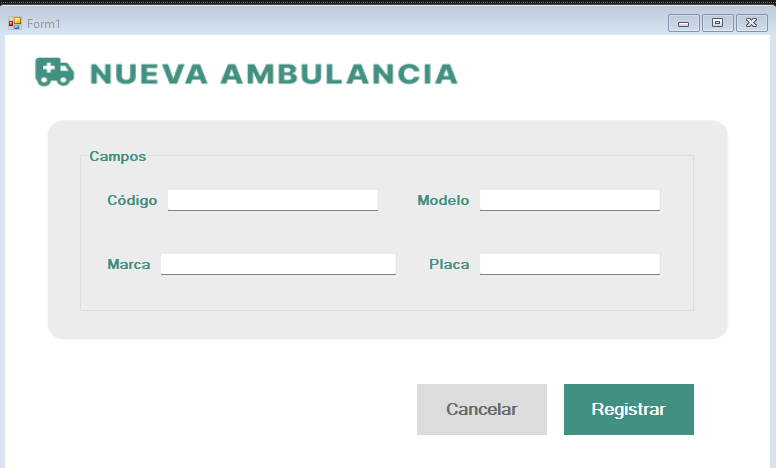 Form1
NUEVA AMBULANCIA
Campos
Código Modelo
Marca Placa
Cancelar Registrar